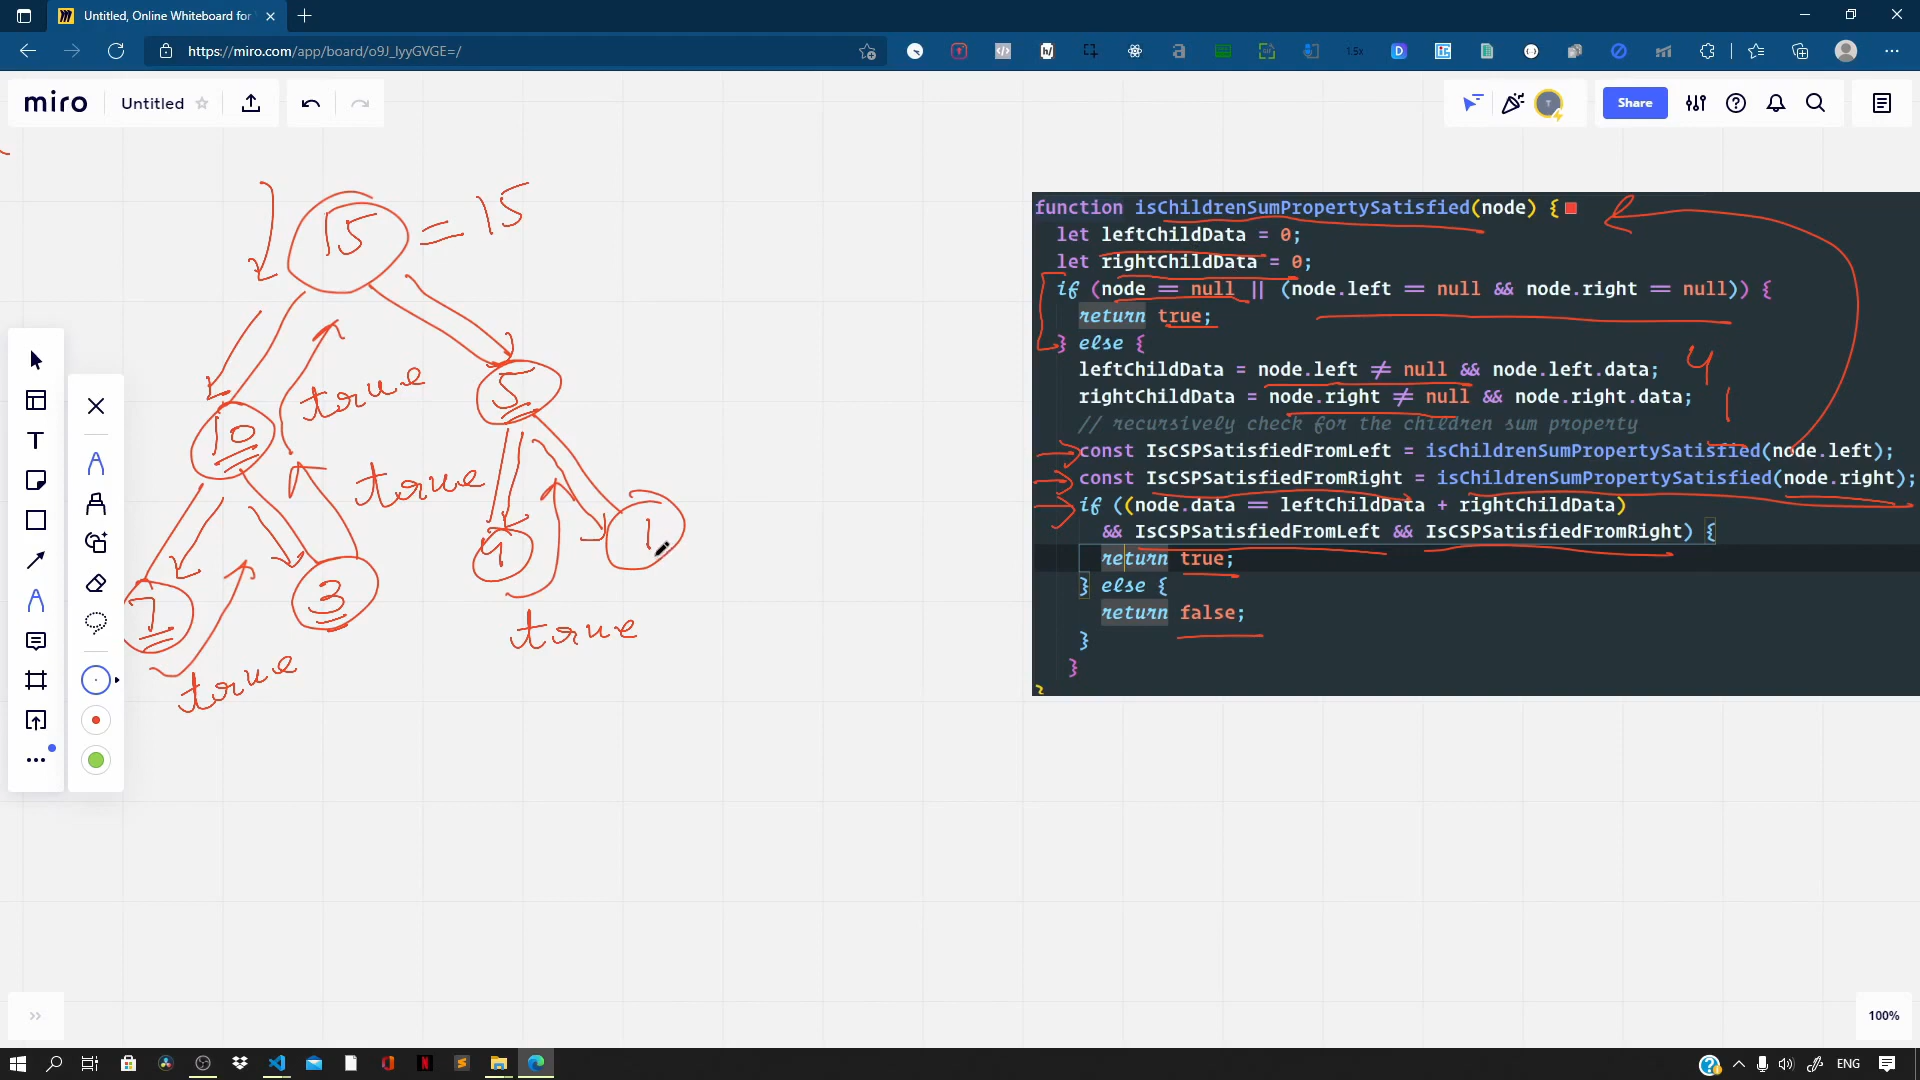 Untitled, Online Whiteboard for
https://miro.com/app/board/o9J_lyyGVGE=/
1.5x
miro
Untitled
Share
15 = 15
10
5
true
true
7
3
4
1
true
true
function isChildrenSumPropertySatisfied(node) {
let leftChildData = 0;
let rightChildData = 0;
if (node == null || (node.left == null && node.right == null)) {
return true;
} else {
leftChildData = node.left ≠ null && node.left.data; 4
rightChildData = node.right ≠ null && node.right.data; 1
// recursively check for the children sum property
const IsCSPSatisfiedFromLeft = isChildrenSumPropertySatisfied(node.left);
const IsCSPSatisfiedFromRight = isChildrenSumPropertySatisfied(node.right);
if ((node.data == leftChildData + rightChildData)
&& IsCSPSatisfiedFromLeft && IsCSPSatisfiedFromRight) {
return true;
} else {
return false;
}
}
}
100%
ENG